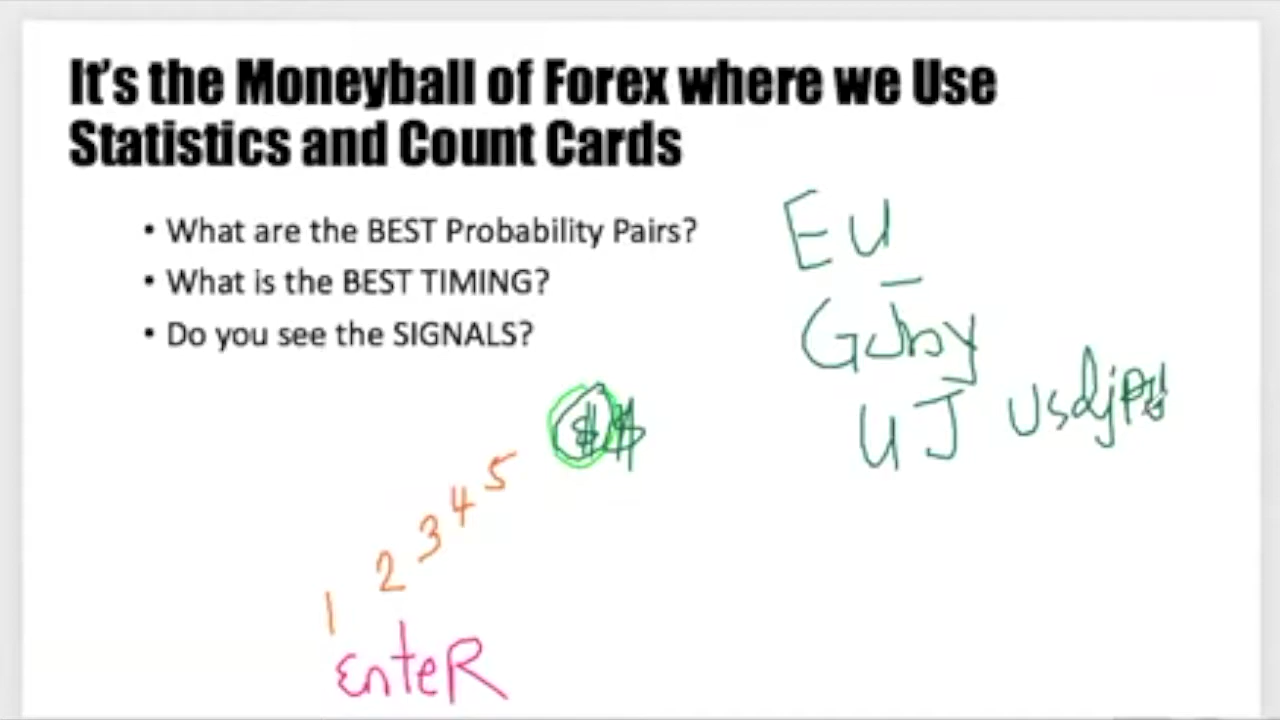 It's the Moneyball of Forex where we Use
Statistics and Count Cards
• What are the BEST Probability Pairs?
• What is the BEST TIMING?
• Do you see the SIGNALS?
EU
UJ
$$
5
4
3
2
1
EnteR